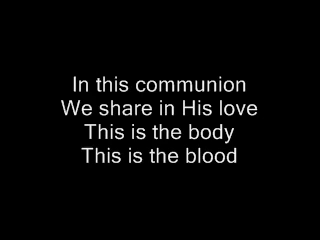 In this communion
We share in His love
This is the body
This is the blood